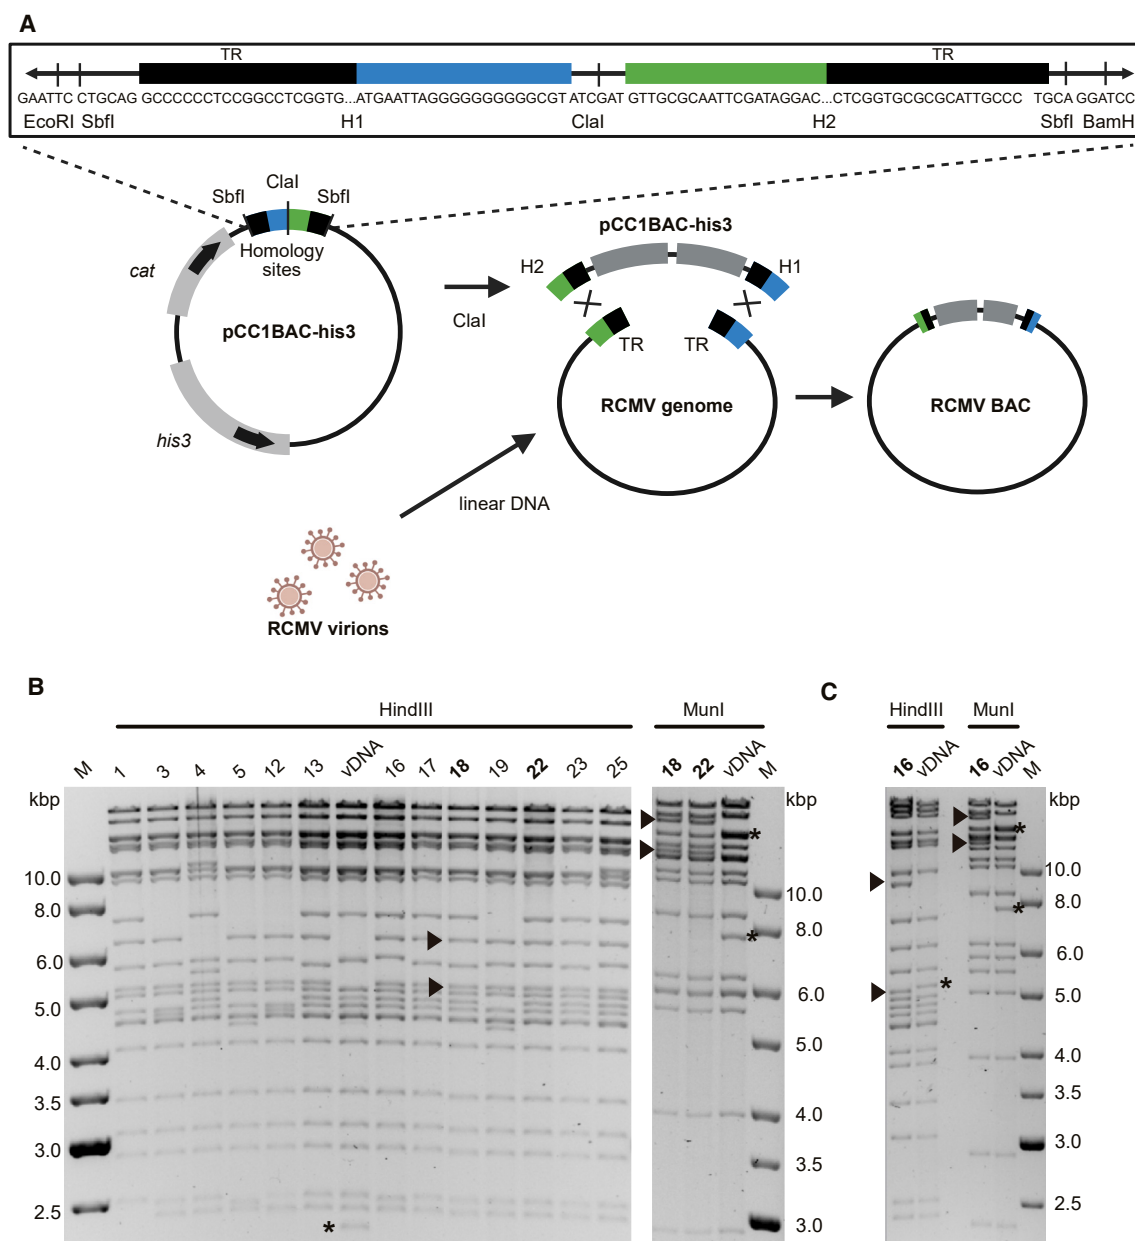 A
TR TR
GAATTC CTGCAG GCCCCCCTCCGGCCTCGGTG...ATGAATTAGGGGGGGGGGCGT ATCGAT GTTGCGCAATTCGATAGGAC...CTCGGTGCGCGCATTGCCC TGCA GGATCC
EcoRI SbfI H1 ClaI H2 SbfI BamH
SbfI ClaI SbfI
Homology
sites
cat
pCC1BAC-his3
his3
ClaI
pCC1BAC-his3
H2 H1
TR TR
RCMV genome
RCMV BAC
linear DNA
RCMV virions
B
HindIII MunI
M 1 3 4 5 12 13 vDNA 16 17 18 19 22 23 25 18 22 vDNA M
kbp kbp
10.0
8.0
6.0
5.0
4.0
3.5
3.0
2.5
*
*
*
10.0
8.0
6.0
5.0
4.0
3.5
3.0
C
HindIII MunI
16 vDNA 16 vDNA M
kbp
*
*
*
10.0
8.0
6.0
5.0
4.0
3.5
3.0
2.5